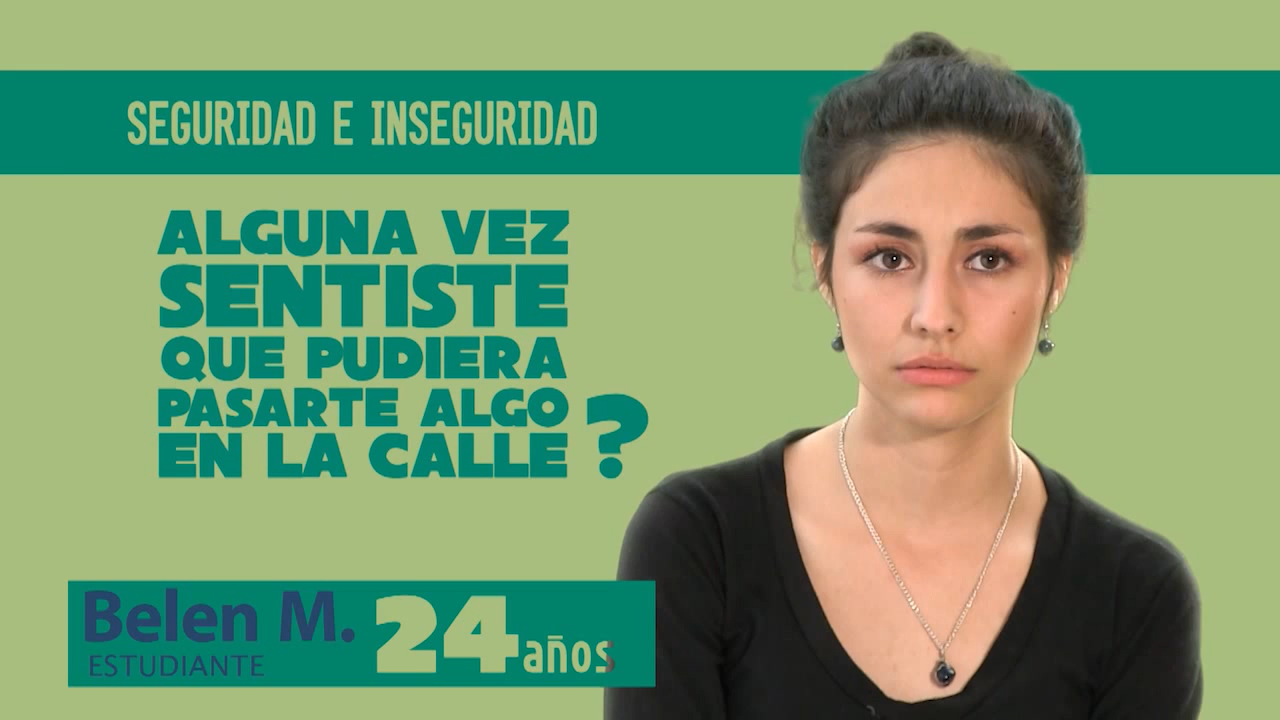 SEGURIDAD E INSEGURIDAD
ALGUNA VEZ
SENTISTE
QUE PUDIERA
PASARTE ALGO
EN LA CALLE ?
Belen M. 24 años
ESTUDIANTE